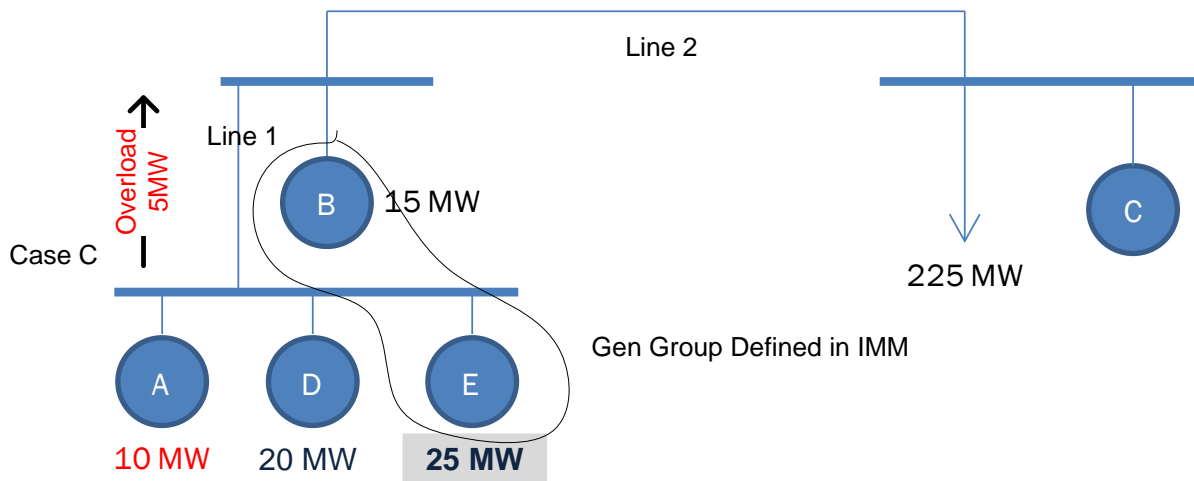 Line 2
Line 1
Overload
5MW
B
15 MW
C
Case C
225 MW
Gen Group Defined in IMM
A
D
E
10 MW
20 MW
25 MW